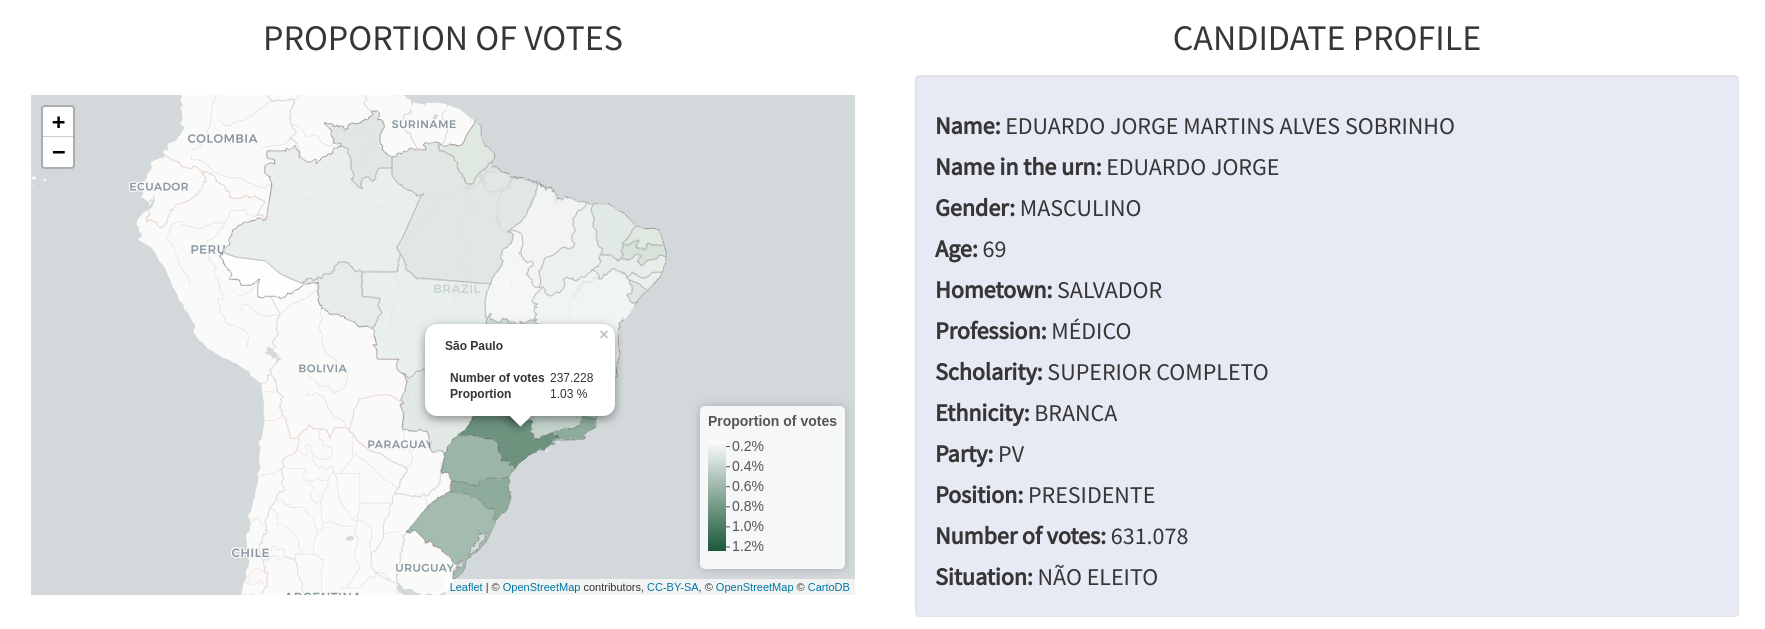 PROPORTION OF VOTES
+
−
COLOMBIA
SURINAME
ECUADOR
PERU
BRAZIL
BOLIVIA
PARAGUAY
CHILE
URUGUAY
ARGENTINA
×
São Paulo
Number of votes 237.228
Proportion 1.03 %
Proportion of votes
0.2%
0.4%
0.6%
0.8%
1.0%
1.2%
Leaflet | © OpenStreetMap contributors, CC-BY-SA, © OpenStreetMap © CartoDB
CANDIDATE PROFILE
Name: EDUARDO JORGE MARTINS ALVES SOBRINHO
Name in the urn: EDUARDO JORGE
Gender: MASCULINO
Age: 69
Hometown: SALVADOR
Profession: MÉDICO
Scholarity: SUPERIOR COMPLETO
Ethnicity: BRANCA
Party: PV
Position: PRESIDENTE
Number of votes: 631.078
Situation: NÃO ELEITO